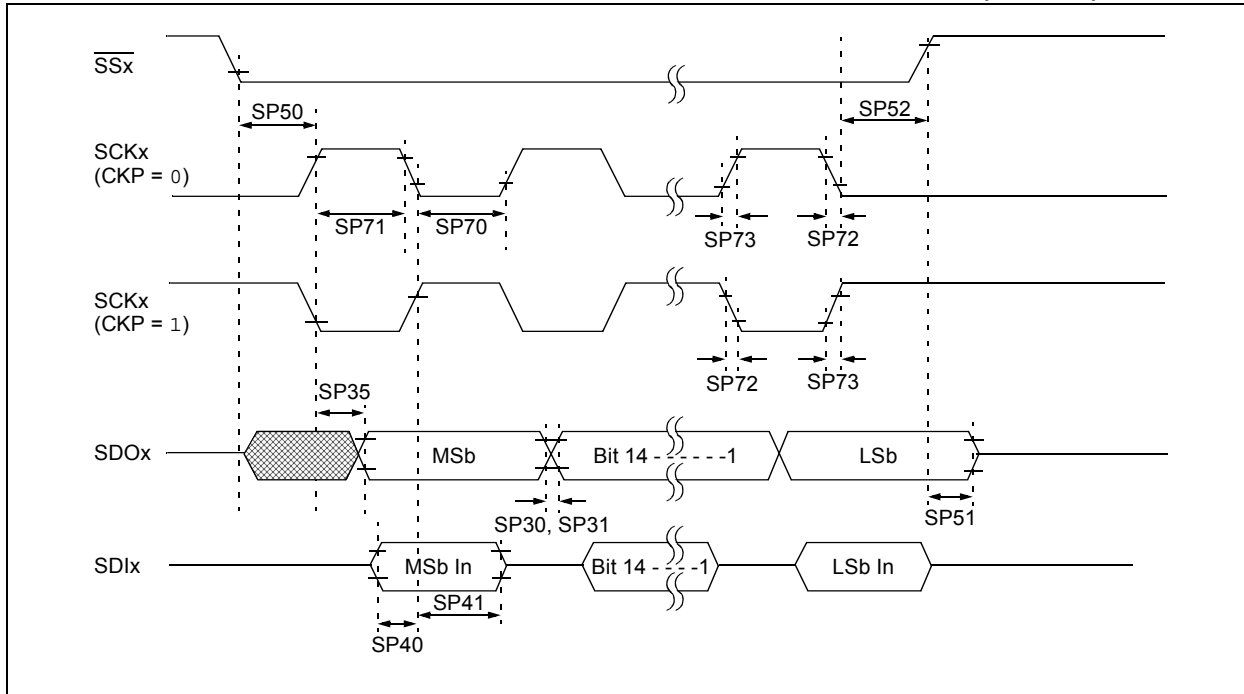 SSx
SP50
SP52
SCKx
(CKP = 0)
SP71
SP70
SP73
SP72
SCKx
(CKP = 1)
SP72
SP73
SP35
SDOx
MSb
Bit 14 - - - - - -1
LSb
SP30, SP31
SP51
SDIx
MSb In
Bit 14 - - - -1
LSb In
SP41
SP40